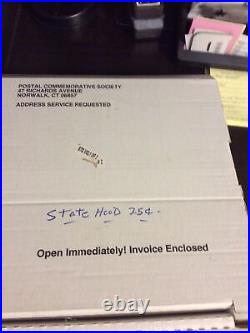 POSTAL COMMEMORATIVE SOCIETY
47 RICHARDS AVENUE
NORWALK, CT 06857
ADDRESS SERVICE REQUESTED
State Hood 25¢.
Open Immediately! Invoice Enclosed